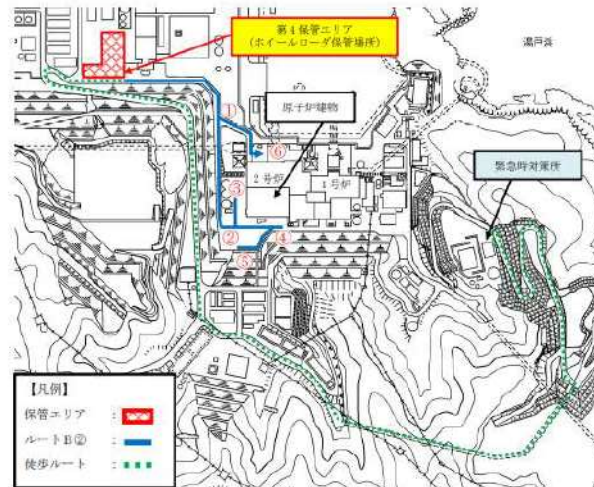 第4保管エリア
(ホイールローダ保管場所)
湯戸浜
①
原子炉建物
⑥
2号炉
1号炉
緊急時対策所
③
②
④
⑤
【凡例】
保管エリア :
ルートB② :
徒歩ルート :